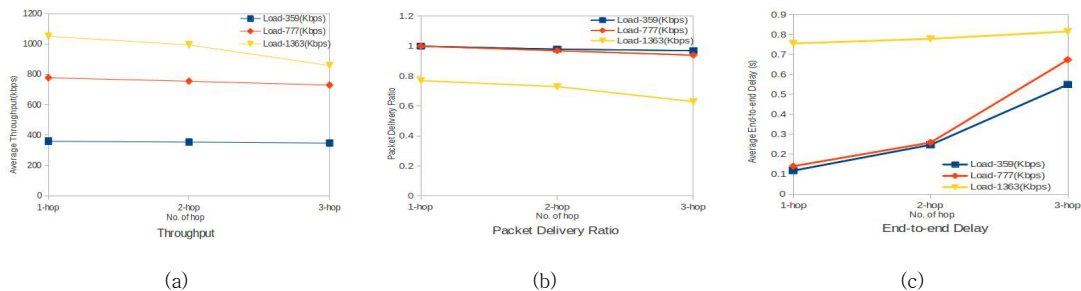 1200
1000
800
600
400
200
0
Average Throughput(kbps)
Load-359(Kbps)
Load-777(Kbps)
Load-1363(Kbps)
1-hop
2-hop
3-hop
No. of hop
Throughput
(a)
1.2
1
0.8
0.6
0.4
0.2
0
Packet Delivery Ratio
Load-359(Kbps)
Load-777(Kbps)
Load-1363(Kbps)
1-hop
2-hop
3-hop
No. of hop
Packet Delivery Ratio
(b)
0.9
0.8
0.7
0.6
0.5
0.4
0.3
0.2
0.1
0
Average End-to-end Delay (s)
Load-359(Kbps)
Load-777(Kbps)
Load-1363(Kbps)
1-hop
2-hop
3-hop
No. of hop
End-to-end Delay
(c)